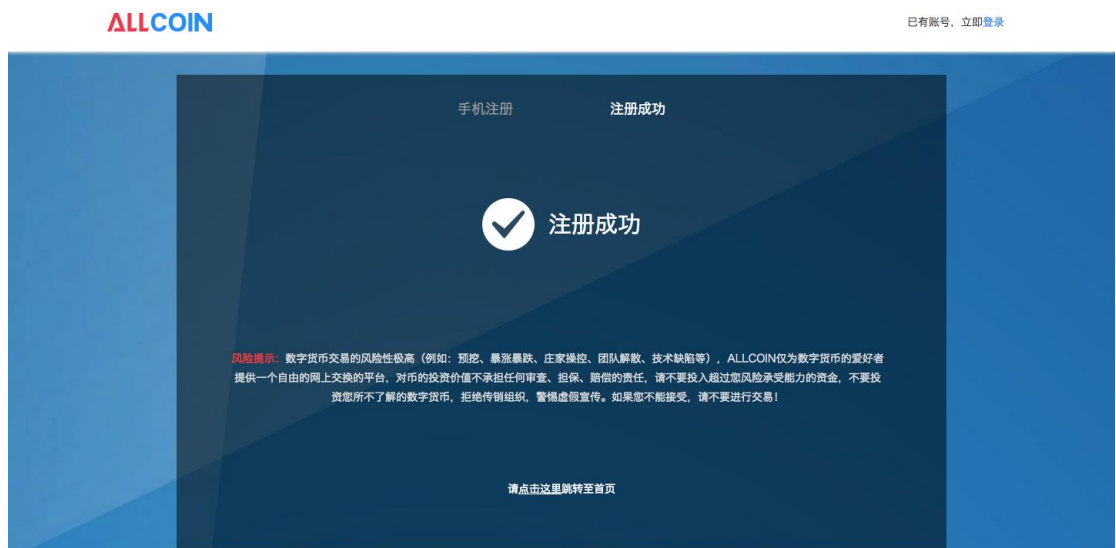 ALLCOIN
已有账号，立即登录
手机注册
注册成功
注册成功
风险提示：数字货币交易的风险性极高（例如：预挖、暴涨暴跌、庄家操控、团队解散、技术缺陷等），ALLCOIN仅为数字货币的爱好者
提供一个自由的网上交换的平台，对币的投资价值不承担任何审查、担保、赔偿的责任，请不要投入超过您风险承受能力的资金，不要投
资您所不了解的数字货币，拒绝传销组织，警惕虚假宣传。如果您不能接受，请不要进行交易！
请点击这里跳转至首页